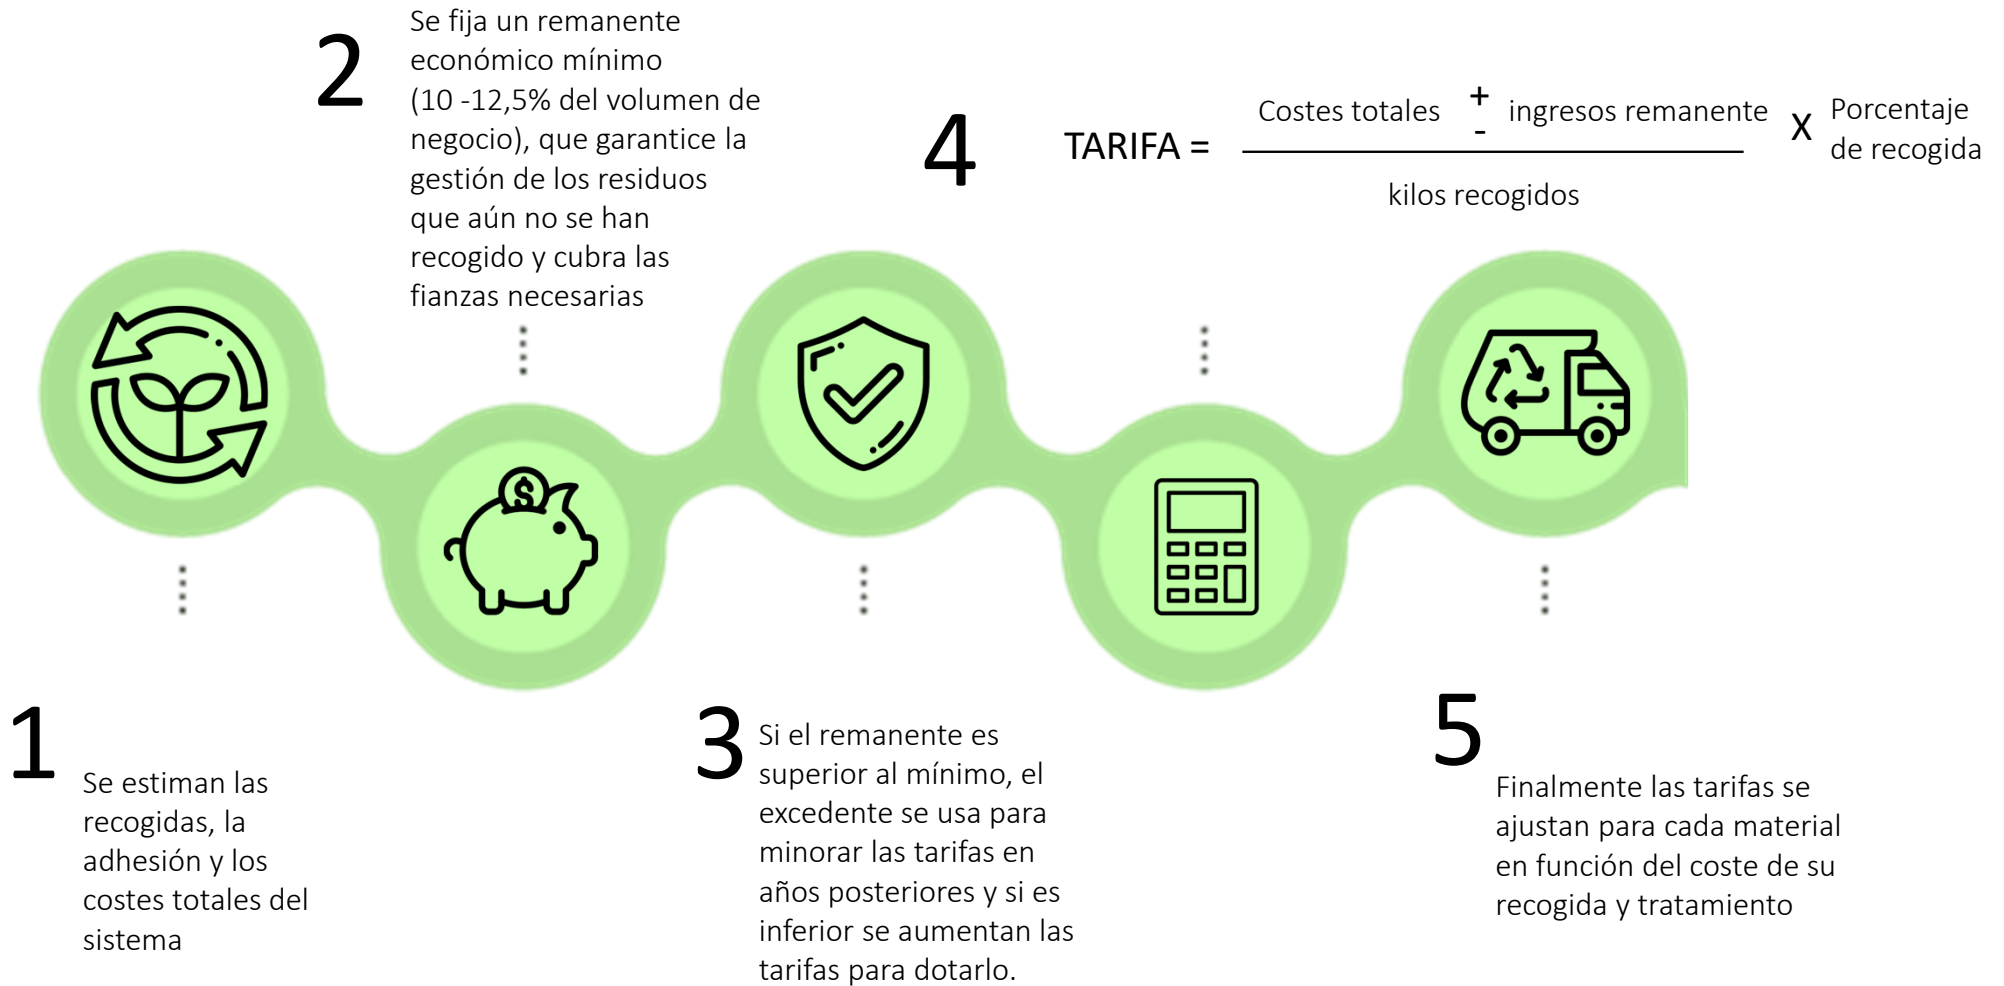 1
Se estiman las
recogidas, la
adhesión y los
costes totales del
sistema
2
Se fija un remanente
económico mínimo
(10 -12,5% del volumen de
negocio), que garantice la
gestión de los residuos
que aún no se han
recogido y cubra las
fianzas necesarias
$
3
Si el remanente es
superior al mínimo, el
excedente se usa para
minorar las tarifas en
años posteriores y si es
inferior se aumentan las
tarifas para dotarlo.
4
TARIFA =
Costes totales + - ingresos remanente
kilos recogidos
X
Porcentaje
de recogida
5
Finalmente las tarifas se
ajustan para cada material
en función del coste de su
recogida y tratamiento